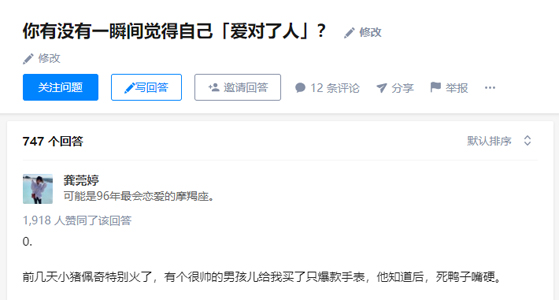 你有没有一瞬间觉得自己「爱对了人」？ 修改
修改
关注问题 写回答 邀请回答 12 条评论 分享 举报 ...
747 个回答 默认排序
龚莞婷
可能是96年最会恋爱的摩羯座。
1,918 人赞同了该回答
0.
前几天小猪佩奇特别火了，有个很帅的男孩儿给我买了只爆款手表，他知道后，死鸭子嘴硬。